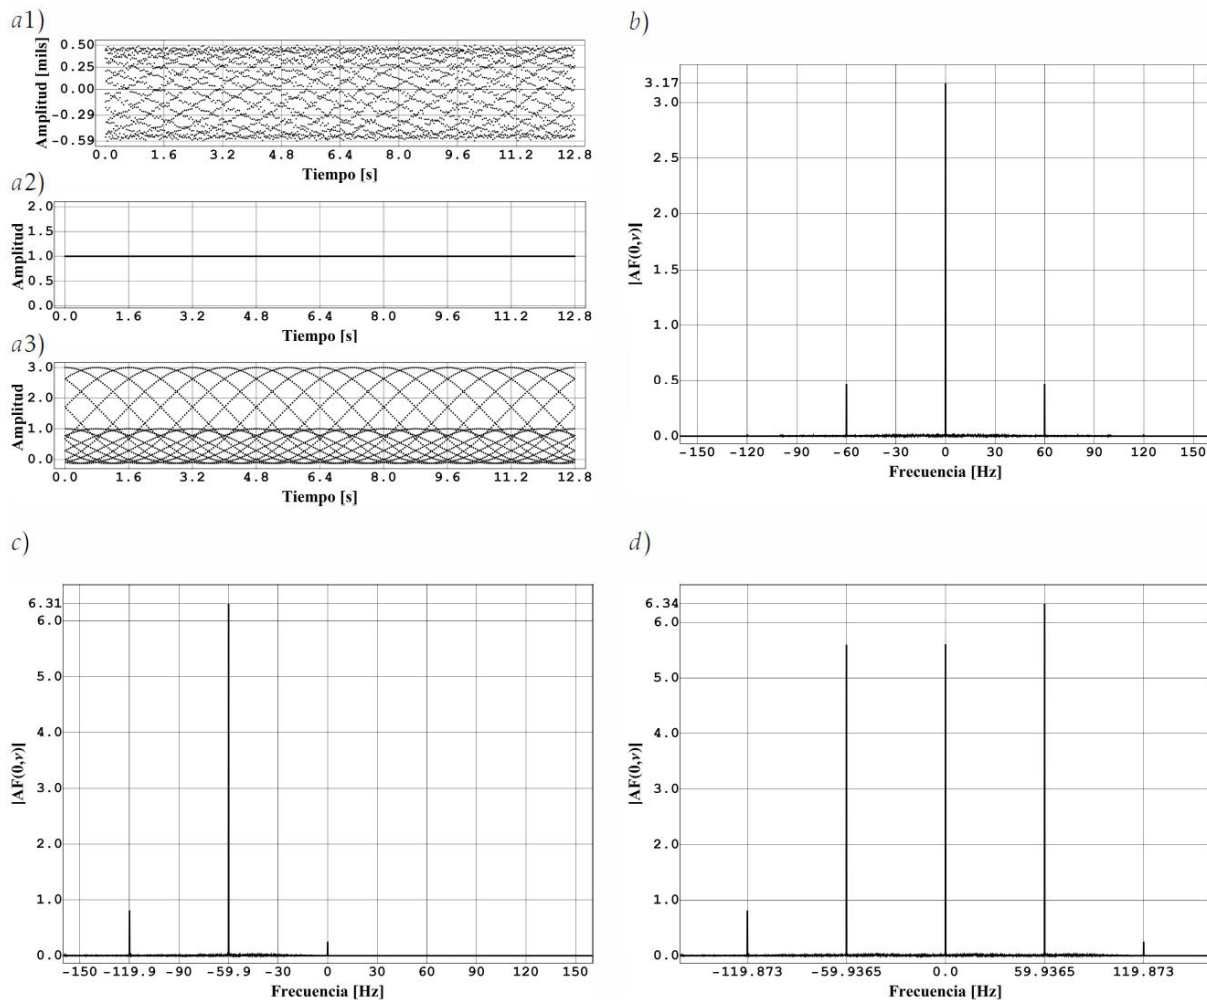 a1)
Amplitud [mils]
0.50
0.25
0.00
-0.29
-0.59
0.0 1.6 3.2 4.8 6.4 8.0 9.6 11.2 12.8
Tiempo [s]
a2)
Amplitud
2.0
1.5
1.0
0.5
0.0
0.0 1.6 3.2 4.8 6.4 8.0 9.6 11.2 12.8
Tiempo [s]
a3)
Amplitud
3.0
2.0
1.0
0.0
0.0 1.6 3.2 4.8 6.4 8.0 9.6 11.2 12.8
Tiempo [s]
b)
|AF(0,ν)|
3.17
3.0
2.5
2.0
1.5
1.0
0.5
0.0
-150 -120 -90 -60 -30 0 30 60 90 120 150
Frecuencia [Hz]
c)
|AF(0,ν)|
6.31
6.0
5.0
4.0
3.0
2.0
1.0
0.0
-150 -119.9 -90 -59.9 -30 0 30 60 90 120 150
Frecuencia [Hz]
d)
|AF(0,ν)|
6.34
6.0
5.0
4.0
3.0
2.0
1.0
0.0
-119.873 -59.9365 0.0 59.9365 119.873
Frecuencia [Hz]